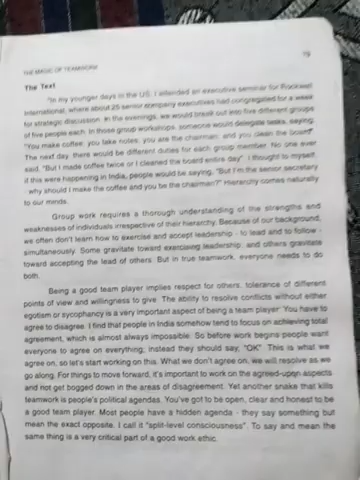 THE MAGIC OF TEAMWORK
79
The Text
"In my younger days in the US, I attended an executive seminar for Rockwell
International, where about 25 senior company executives had congregated for a week
for strategic discussion. In the evenings, we would break out into five different groups
of five people each. In those group workshops, someone would delegate tasks, saying,
"You make coffee; you take notes; you are the chairman; and you clean the board"
The next day, there would be different duties for each group member. No one ever
said, "But I made coffee twice or I cleaned the board entire day" I thought to myself,
if this were happening in India, people would be saying, "But I'm the senior secretary
- why should I make the coffee and you be the chairman?" Hierarchy comes naturally
to our minds.
Group work requires a thorough understanding of the strengths and
weaknesses of individuals irrespective of their hierarchy. Because of our background,
we often don't learn how to exercise and accept leadership - to lead and to follow -
simultaneously. Some gravitate toward exercising leadership, and others gravitate
toward accepting the lead of others. But in true teamwork, everyone needs to do
both.
Being a good team player implies respect for others, tolerance of different
points of view and willingness to give. The ability to resolve conflicts without either
egotism or sycophancy is a very important aspect of being a team player. You have to
agree to disagree. I find that people in India somehow tend to focus on achieving total
agreement, which is almost always impossible. So before work begins people want
everyone to agree on everything; instead they should say, "OK" This is what we
agree on, so let's start working on this. What we don't agree on, we will resolve as we
go along. For things to move forward, it's important to work on the agreed-upon aspects
and not get bogged down in the areas of disagreement. Yet another snake that kills
teamwork is people's political agendas. You've got to be open, clear and honest to be
a good team player. Most people have a hidden agenda - they say something but
mean the exact opposite. I call it "split-level consciousness". To say and mean the
same thing is a very critical part of a good work ethic.